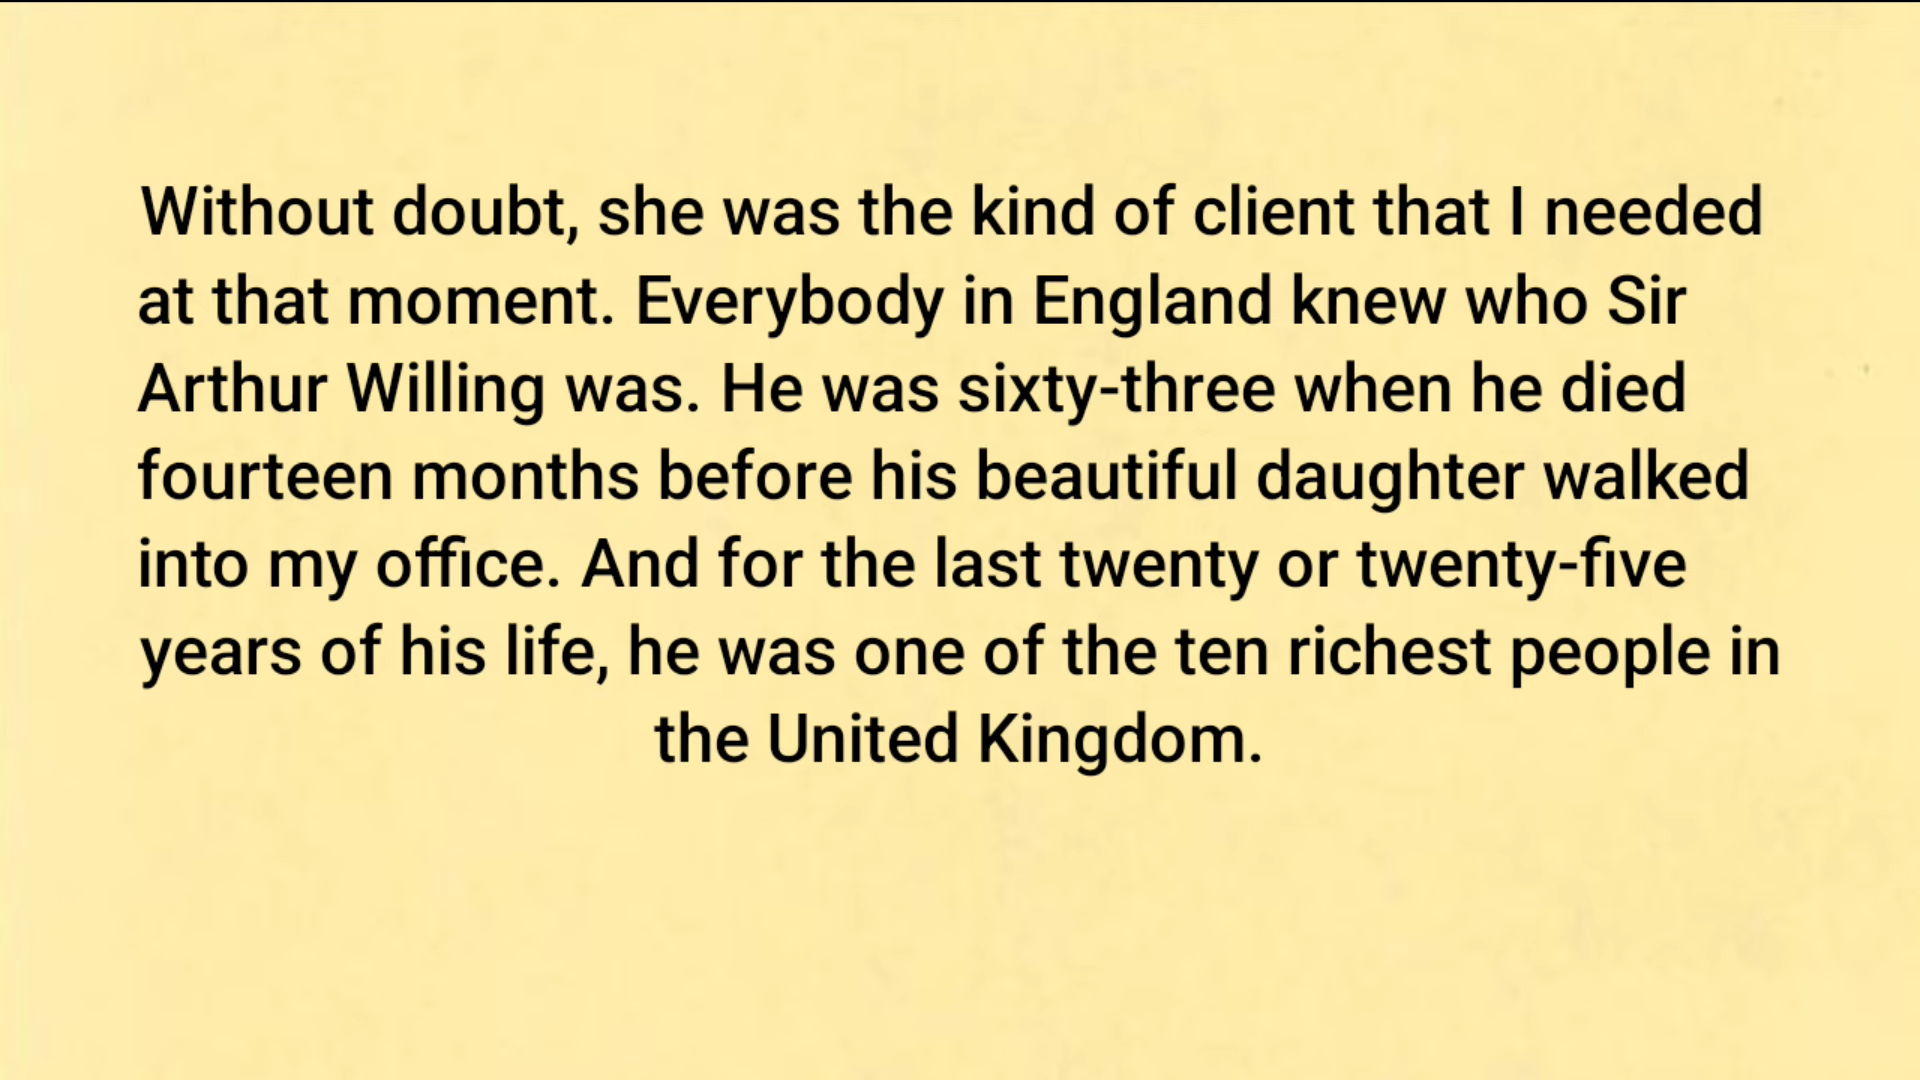 Without doubt, she was the kind of client that I needed
at that moment. Everybody in England knew who Sir
Arthur Willing was. He was sixty-three when he died
fourteen months before his beautiful daughter walked
into my office. And for the last twenty or twenty-five
years of his life, he was one of the ten richest people in
the United Kingdom.